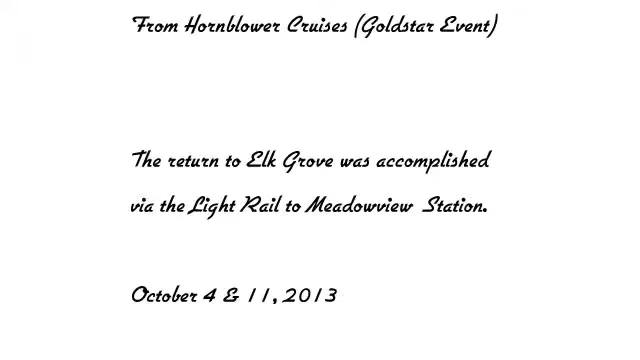 From Hornblower Cruises (Goldstar Event)
The return to Elk Grove was accomplished
via the Light Rail to Meadowview Station.
October 4 & 11, 2013